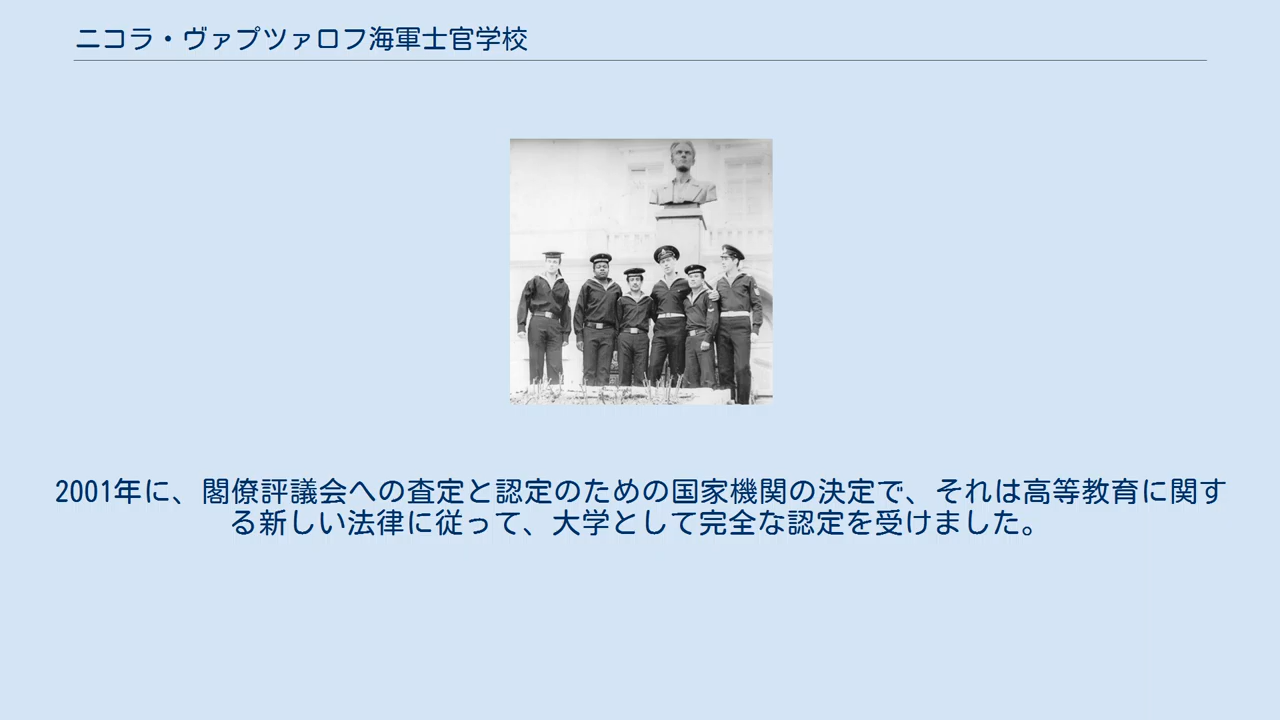 ニコラ・ヴァプツァロフ海軍士官学校
2001年に、閣僚評議会への査定と認定のための国家機関の決定で、それは高等教育に関す
る新しい法律に従って、大学として完全な認定を受けました。